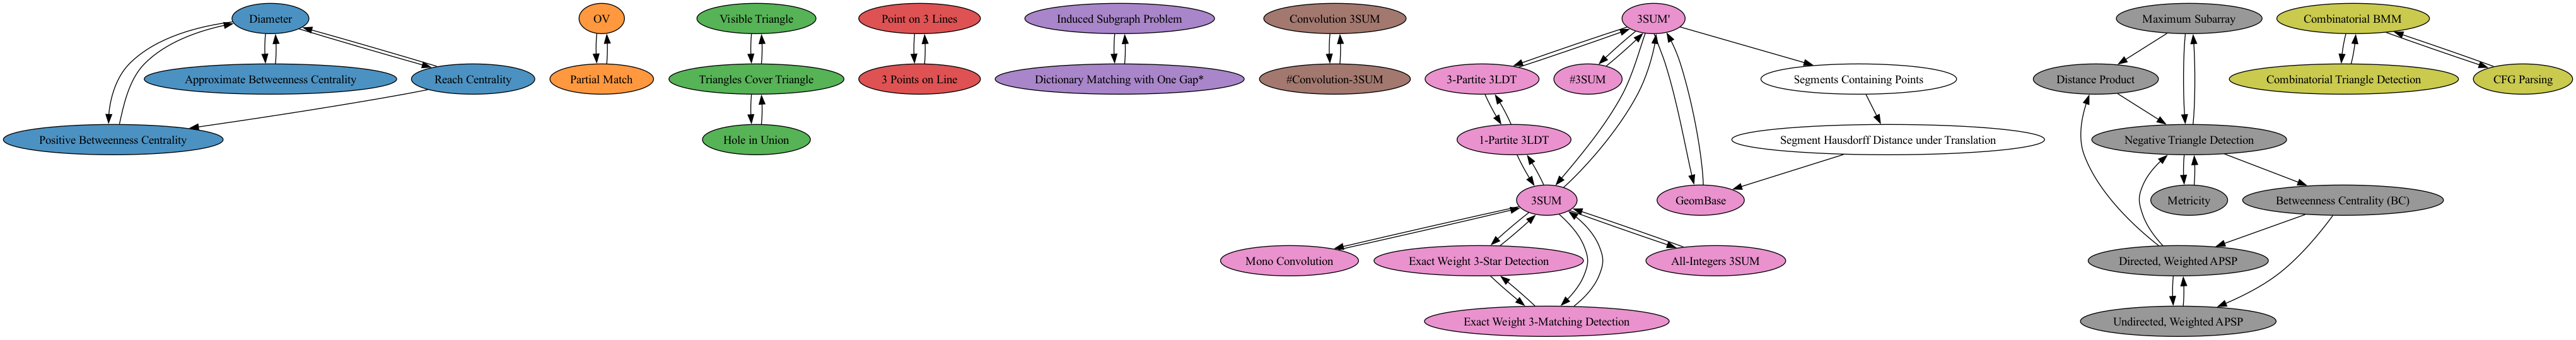 Diameter
OV
Visible Triangle
Point on 3 Lines
Induced Subgraph Problem
Convolution 3SUM
3SUM'
Maximum Subarray
Combinatorial BMM
Approximate Betweenness Centrality
Reach Centrality
Partial Match
Triangles Cover Triangle
3 Points on Line
Dictionary Matching with One Gap*
#Convolution-3SUM
3-Partite 3LDT
#3SUM
Segments Containing Points
Distance Product
Combinatorial Triangle Detection
CFG Parsing
Positive Betweenness Centrality
Hole in Union
1-Partite 3LDT
Segment Hausdorff Distance under Translation
Negative Triangle Detection
3SUM
GeomBase
Metricity
Betweenness Centrality (BC)
Mono Convolution
Exact Weight 3-Star Detection
All-Integers 3SUM
Directed, Weighted APSP
Exact Weight 3-Matching Detection
Undirected, Weighted APSP